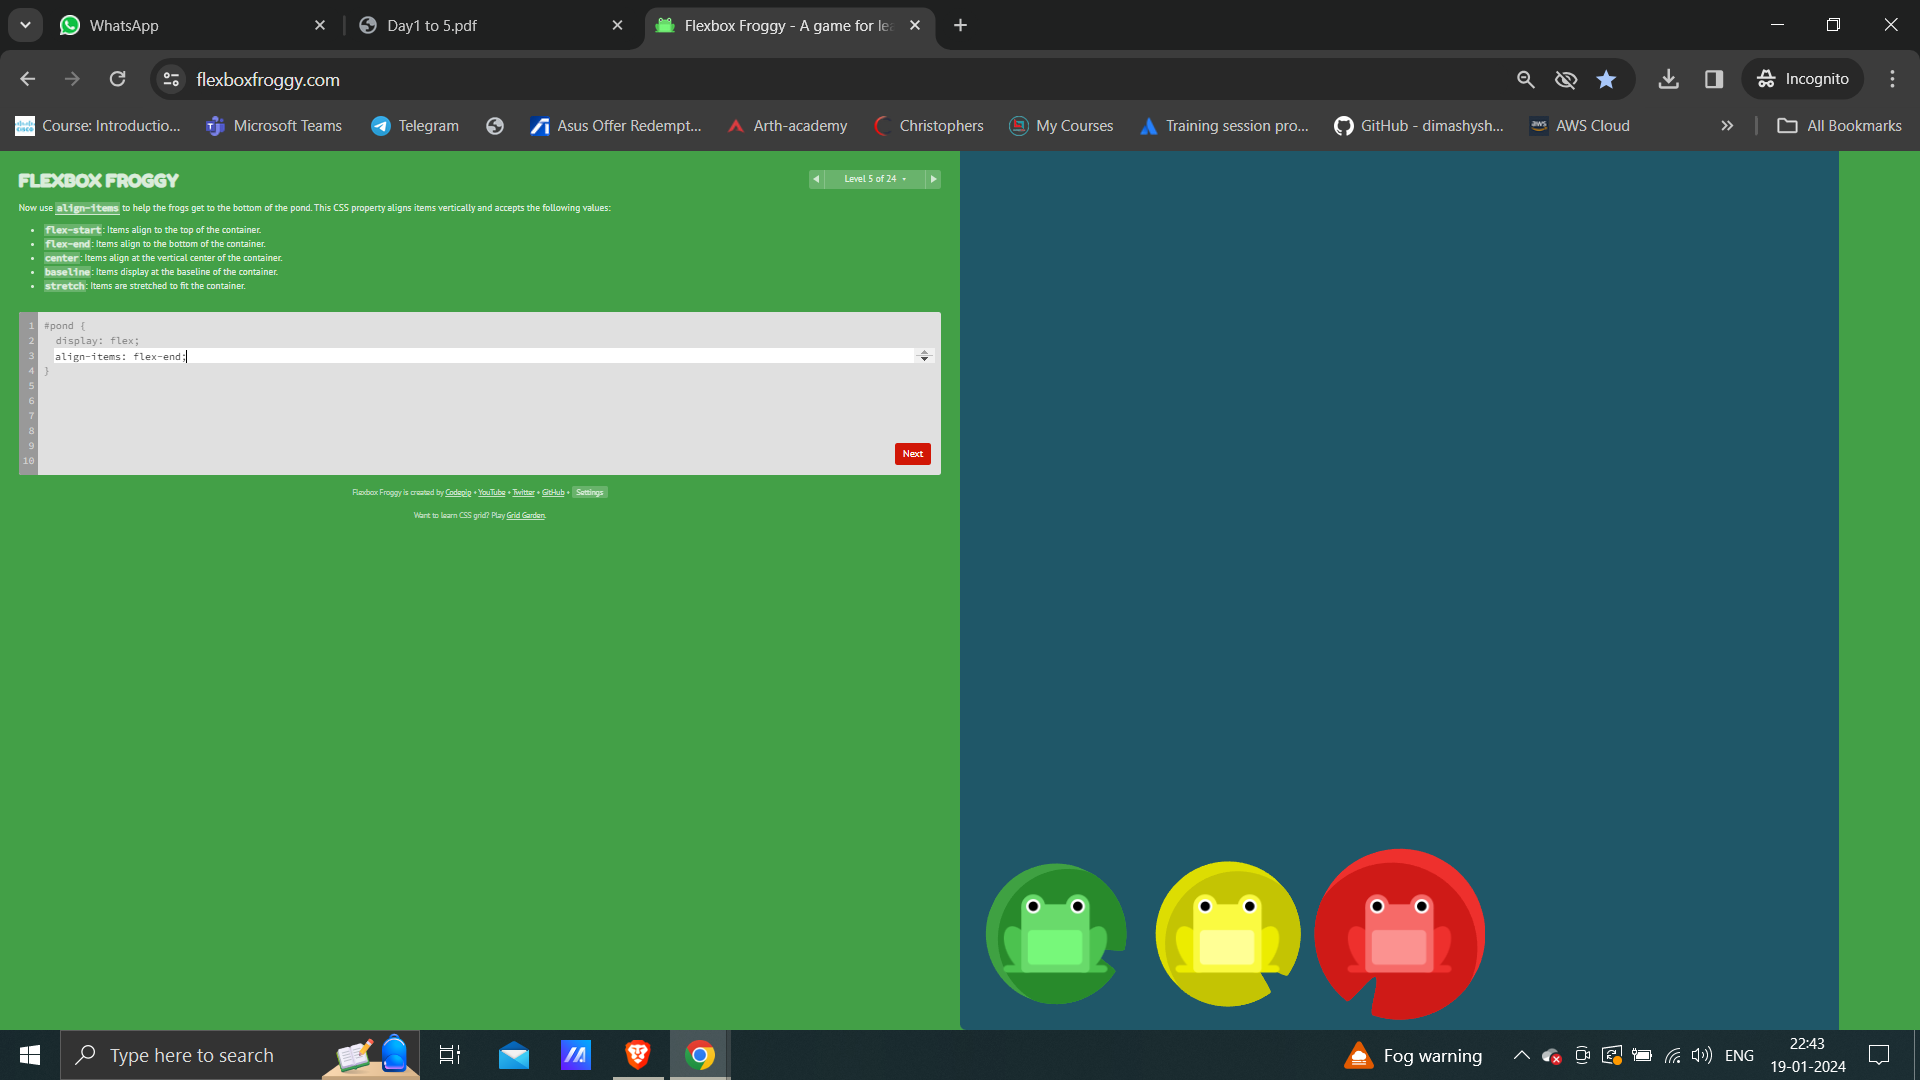 WhatsApp
Day1 to 5.pdf
Flexbox Froggy - A game for le
flexboxfroggy.com
Incognito
Course: Introductio...
Microsoft Teams
Telegram
Asus Offer Redempt...
Arth-academy
Christophers
My Courses
Training session pro...
GitHub - dimashysh...
AWS Cloud
All Bookmarks
FLEXBOX FROGGY
Level 5 of 24
Now use align-items to help the frogs get to the bottom of the pond. This CSS property aligns items vertically and accepts the following values:
flex-start: Items align to the top of the container.
flex-end: Items align to the bottom of the container.
center: Items align at the vertical center of the container.
baseline: Items display at the baseline of the container.
stretch: Items are stretched to fit the container.
1 #pond {
2 display: flex;
3 align-items: flex-end;
4 }
5
6
7
8
9
10
Next
Flexbox Froggy is created by Codepip • YouTube • Twitter • GitHub • Settings
Want to learn CSS grid? Play Grid Garden.
Type here to search
Fog warning
ENG
22:43
19-01-2024